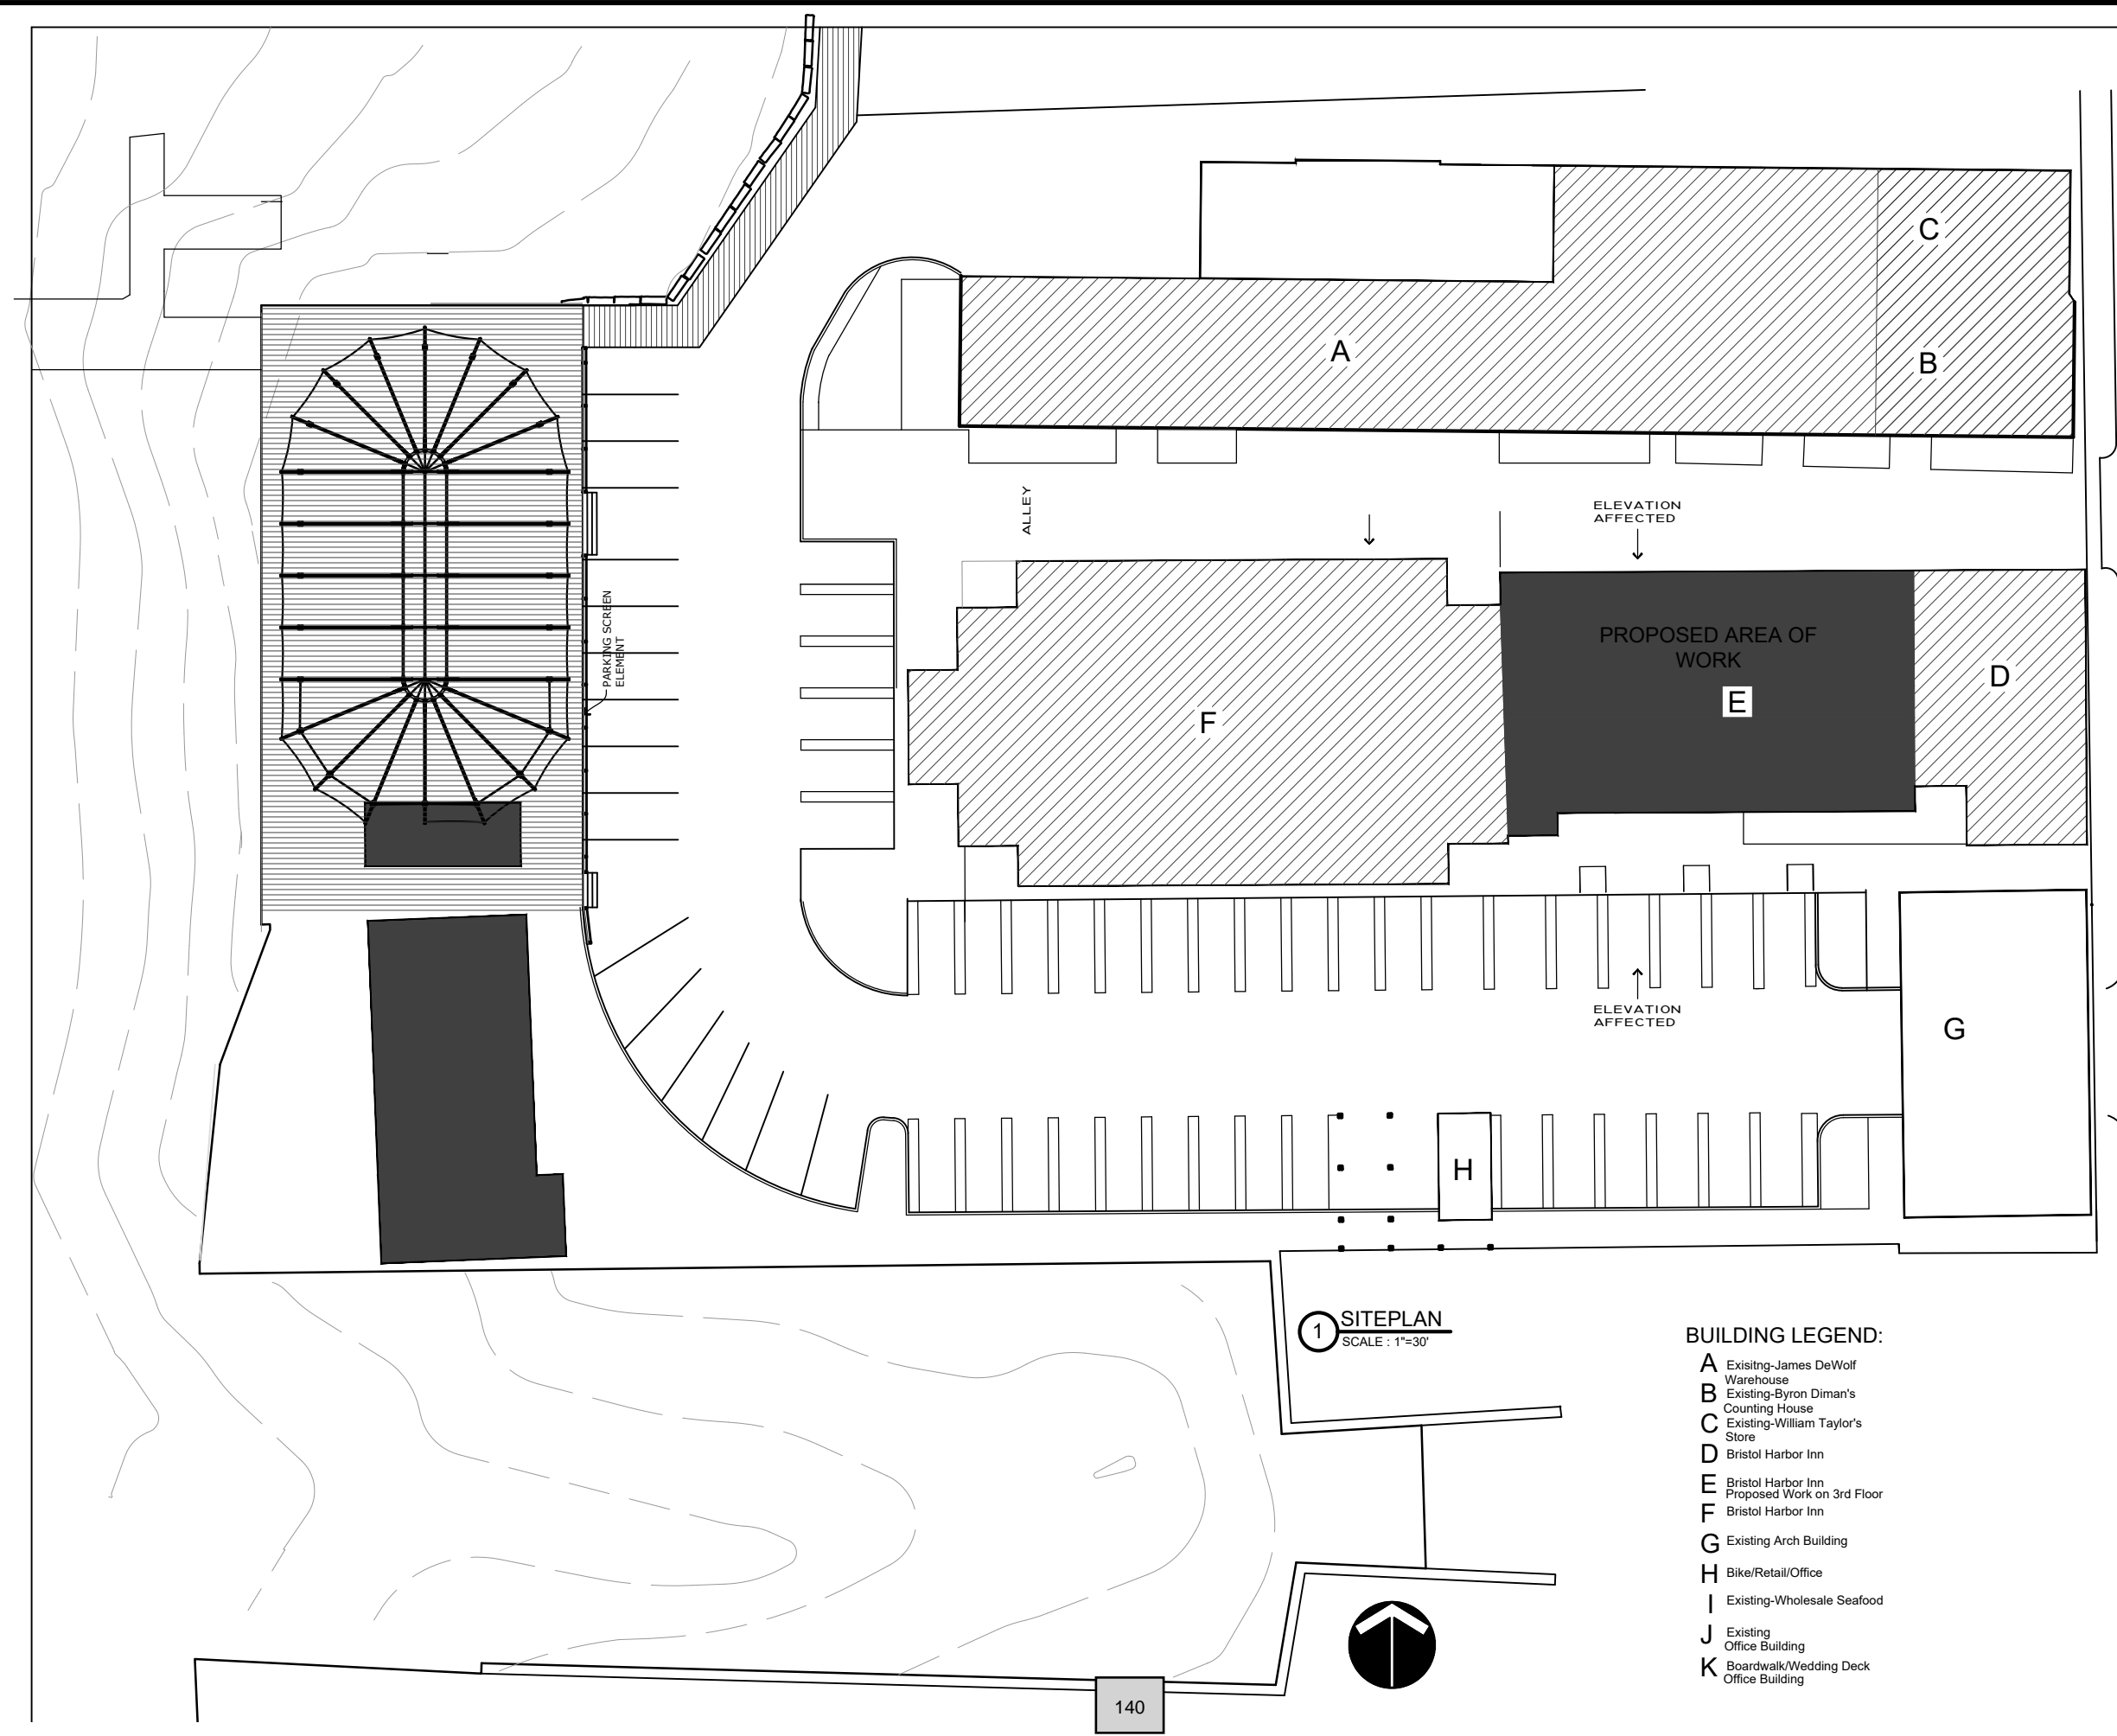 C
A
B
ALLEY
ELEVATION
AFFECTED
PARKING SCREEN
ELEMENT
PROPOSED AREA OF
WORK
E
D
F
ELEVATION
AFFECTED
G
H
1 SITEPLAN
SCALE : 1"=30'
BUILDING LEGEND:
A Exisitng-James DeWolf
Warehouse
B Existing-Byron Diman's
Counting House
C Existing-William Taylor's
Store
D Bristol Harbor Inn
E Bristol Harbor Inn
Proposed Work on 3rd Floor
F Bristol Harbor Inn
G Existing Arch Building
H Bike/Retail/Office
I Existing-Wholesale Seafood
J Existing
Office Building
K Boardwalk/Wedding Deck
Office Building
140